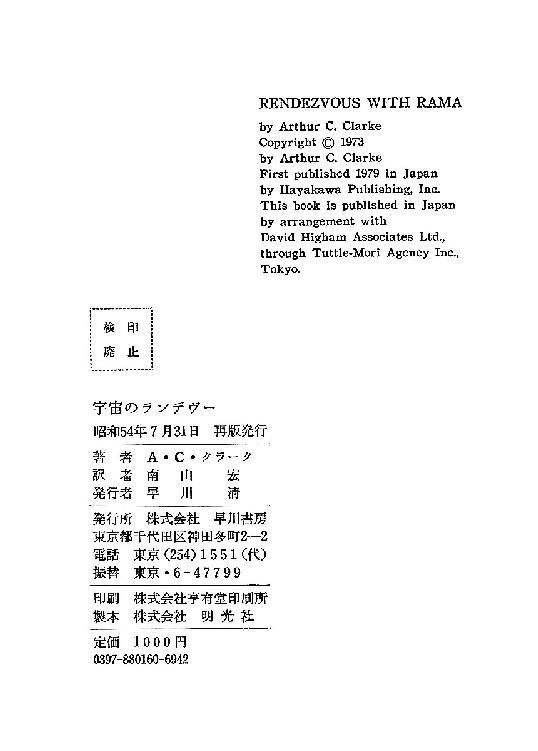 RENDEZVOUS WITH RAMA
by Arthur C. Clarke
Copyright © 1973
by Arthur C. Clarke
First published 1979 in Japan
by Hayakawa Publishing, Inc.
This book is published in Japan
by arrangement with
David Higham Associates Ltd.,
through Tuttle-Mori Agency Inc.,
Tokyo.
検印
廃止
宇宙のランデヴー
昭和54年7月31日 再版発行
著者 A・C・クラーク
訳者 南山宏
発行者 早川清
発行所 株式会社 早川書房
東京都千代田区神田多町2-2
電話 東京(254)1551(代)
振替 東京・6-47799
印刷 株式会社亨有堂印刷所
製本 株式会社 明光社
定価 1000円
0397-880160-6942